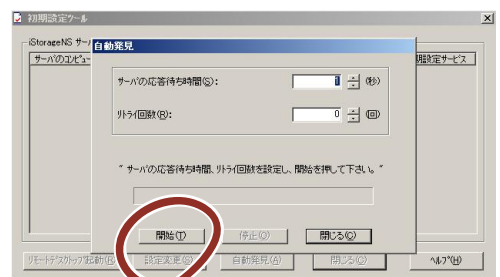 初期設定ツール
iStorageNS サーバ
サーバのコンピュー
期設定サービス
自動発見
サーバの応答待ち時間(S): 1 (秒)
リトライ回数(R): 0 (回)
" サーバの応答待ち時間、リトライ回数を設定し、開始を押して下さい。 "
開始(T) 停止(O) 閉じる(C)
リモートデスクトップ起動(R) 設定変更(S) 自動発見(A) 閉じる(C) ヘルプ(H)